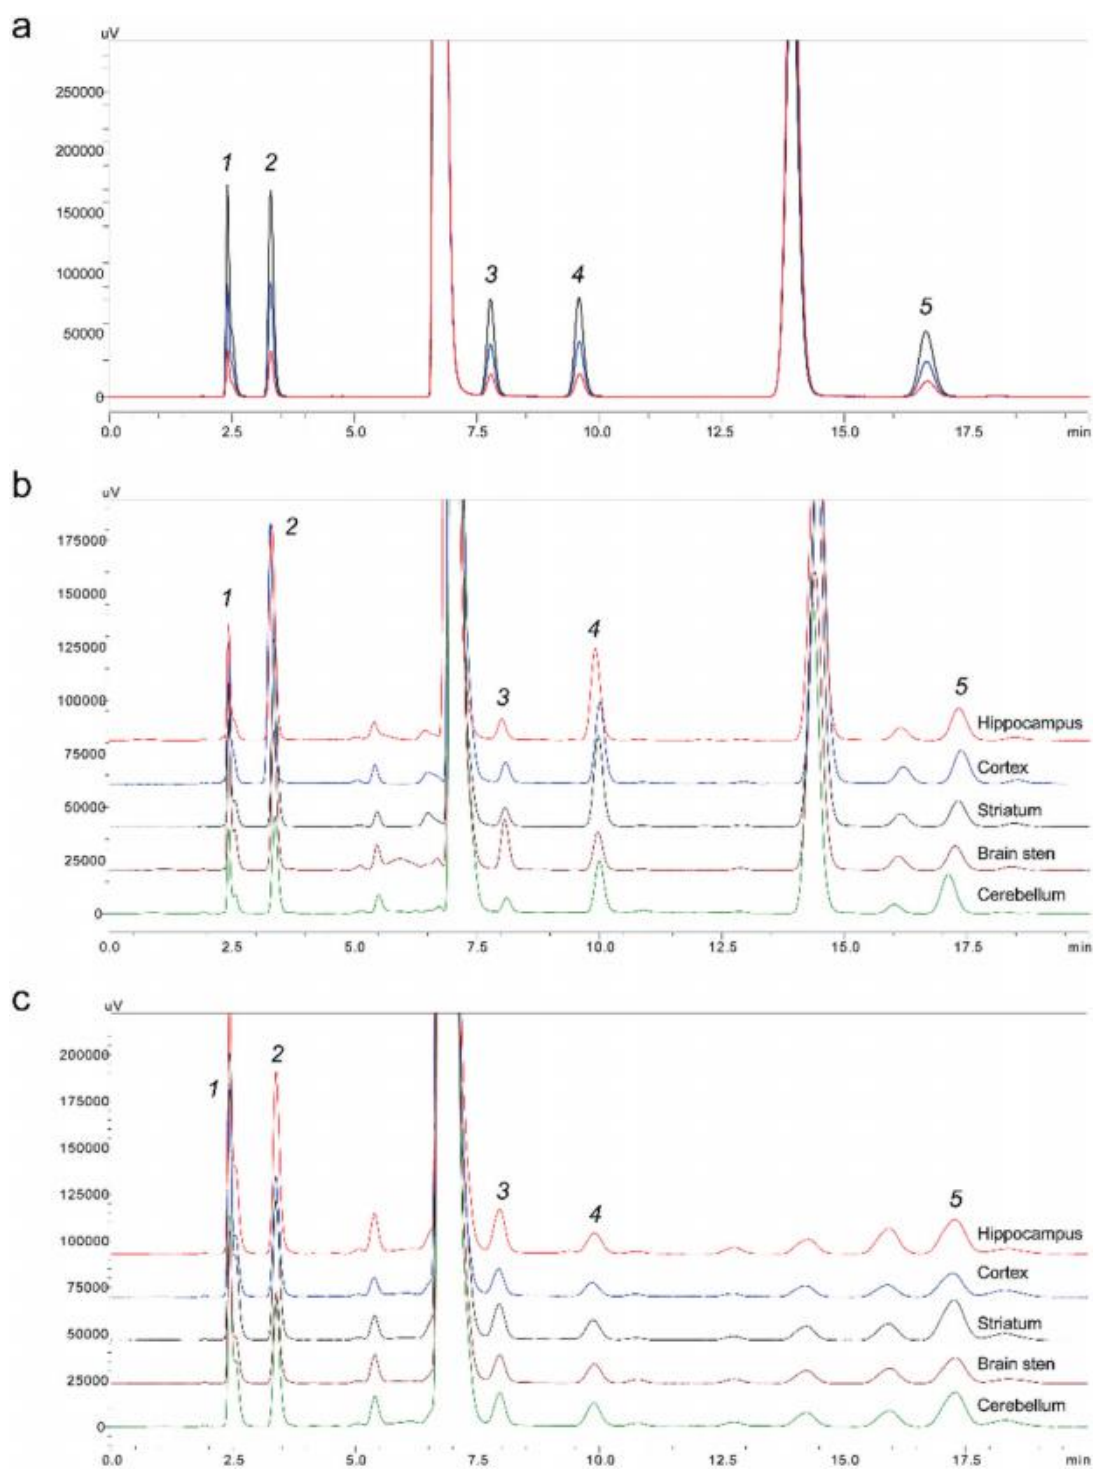 a
uV
250000
200000
150000
100000
50000
0
1
2
3
4
5
0.0 2.5 5.0 7.5 10.0 12.5 15.0 17.5 min
b
uV
175000
150000
125000
100000
75000
50000
25000
0
2
1
4
3
5
Hippocampus
Cortex
Striatum
Brain sten
Cerebellum
0.0 2.5 5.0 7.5 10.0 12.5 15.0 17.5 min
c
uV
200000
175000
150000
125000
100000
75000
50000
25000
0
2
1
3
4
5
Hippocampus
Cortex
Striatum
Brain sten
Cerebellum
0.0 2.5 5.0 7.5 10.0 12.5 15.0 17.5 min